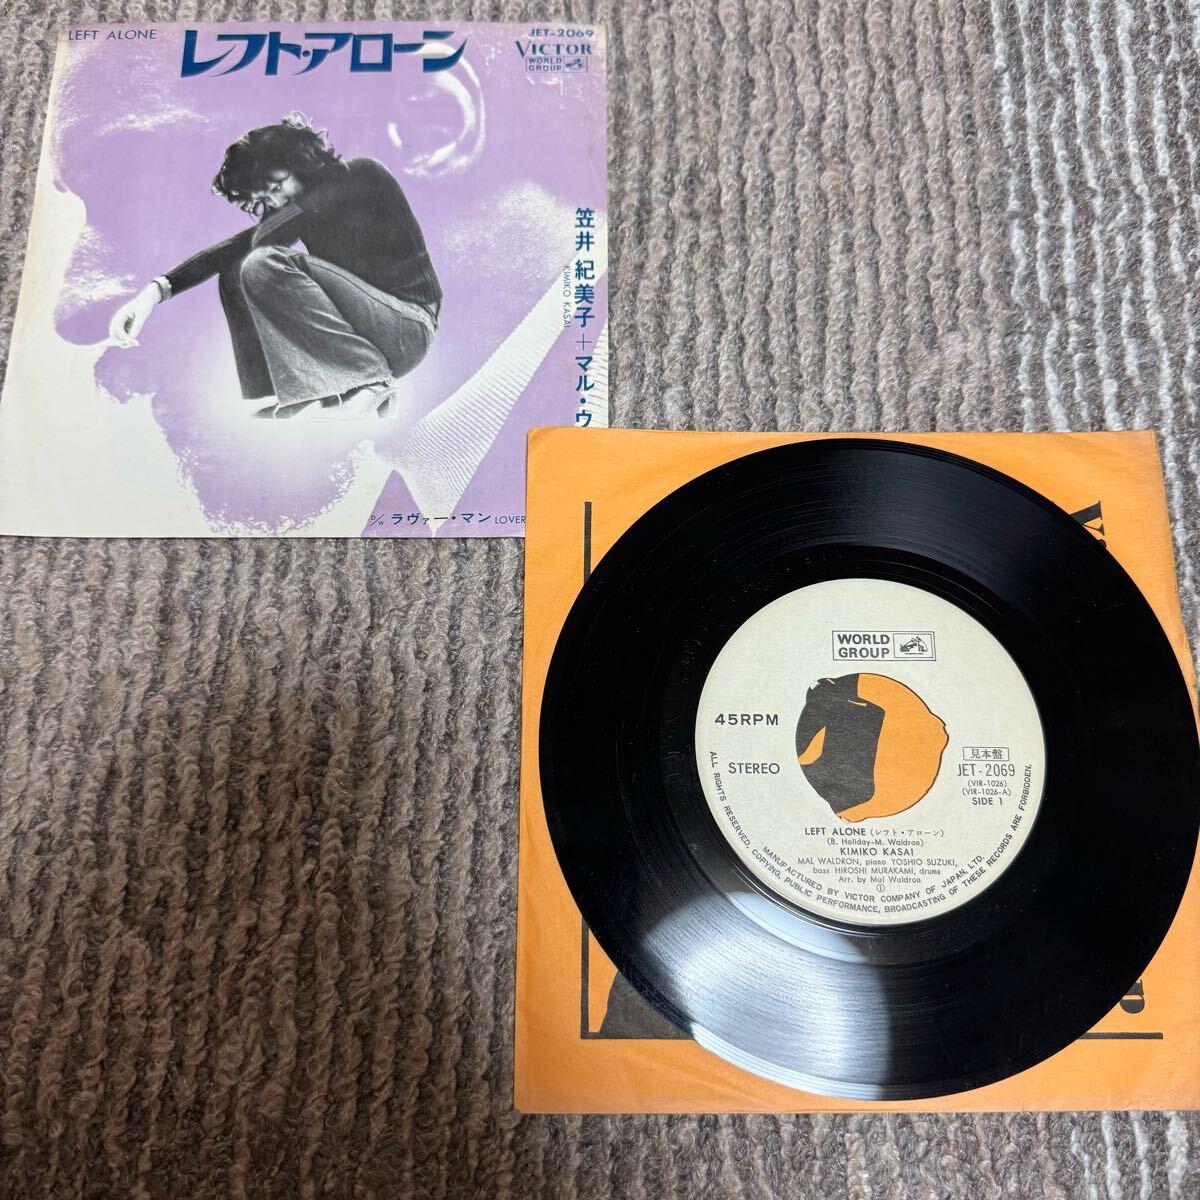 LEFT ALONE
レフト・アローン
JET-2069
VICTOR
WORLD
GROUP
笠井紀美子+マル・ウ
KIMIKO KASAI
D/W ラヴァー・マン LOVER
WORLD
GROUP
45RPM
STEREO
見本盤
JET-2069
(VIR-1026)
(VIR-1026-A)
SIDE 1
LEFT ALONE (レフト・アローン)
(B. Holiday-M. Waldron)
KIMIKO KASAI
MAL WALDRON, piano YOSHIO SUZUKI,
bass HIROSHI MURAKAMI, drums
Arr. by Mal Waldron
①
ALL RIGHTS RESERVED, COPYING, PUBLIC PERFORMANCE, BROADCASTING OF THESE RECORDS ARE FORBIDDEN.
MANUFACTURED BY VICTOR COMPANY OF JAPAN, LTD.